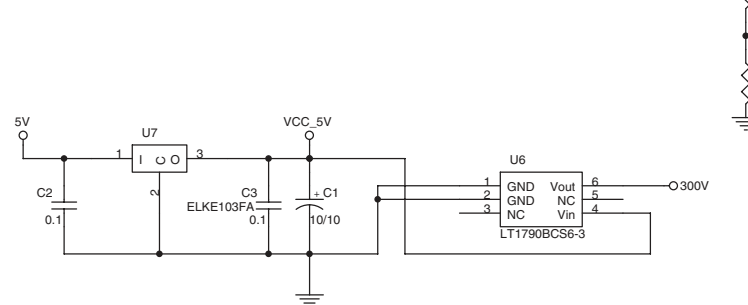 5V
U7
VCC_5V
1 I C O 3
2
C2
0.1
C3
ELKE103FA
0.1
+ C1
10/10
U6
1 GND Vout 6
300V
2 GND NC 5
3 NC Vin 4
LT1790BCS6-3